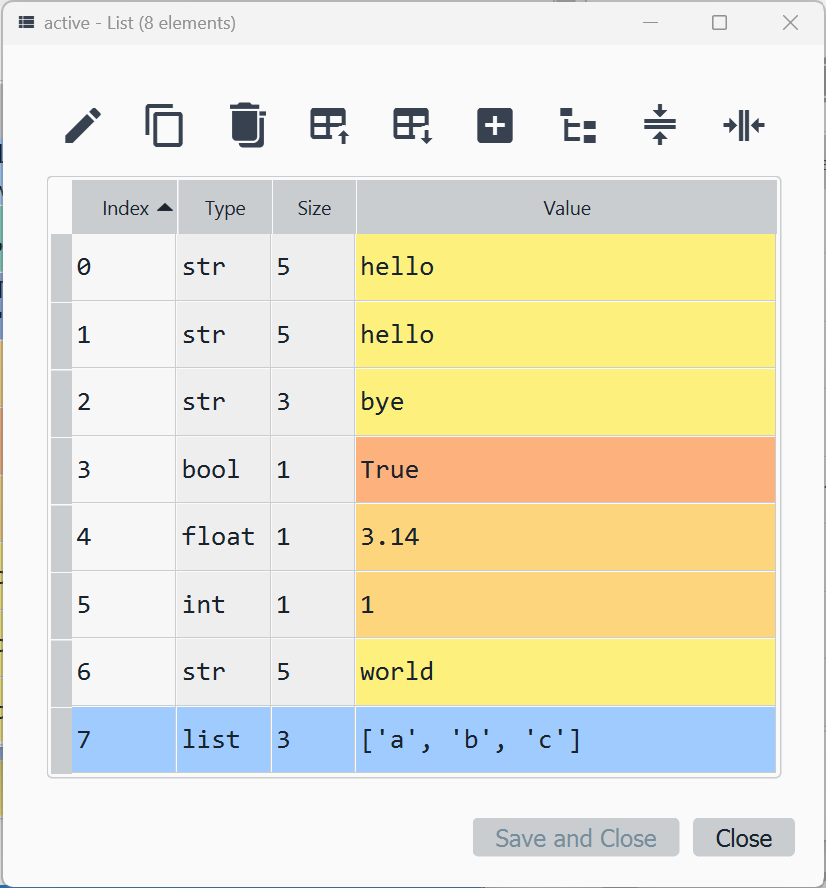 active - List (8 elements)
Index Type Size Value
0 str 5 hello
1 str 5 hello
2 str 3 bye
3 bool 1 True
4 float 1 3.14
5 int 1 1
6 str 5 world
7 list 3 ['a', 'b', 'c']
Save and Close Close